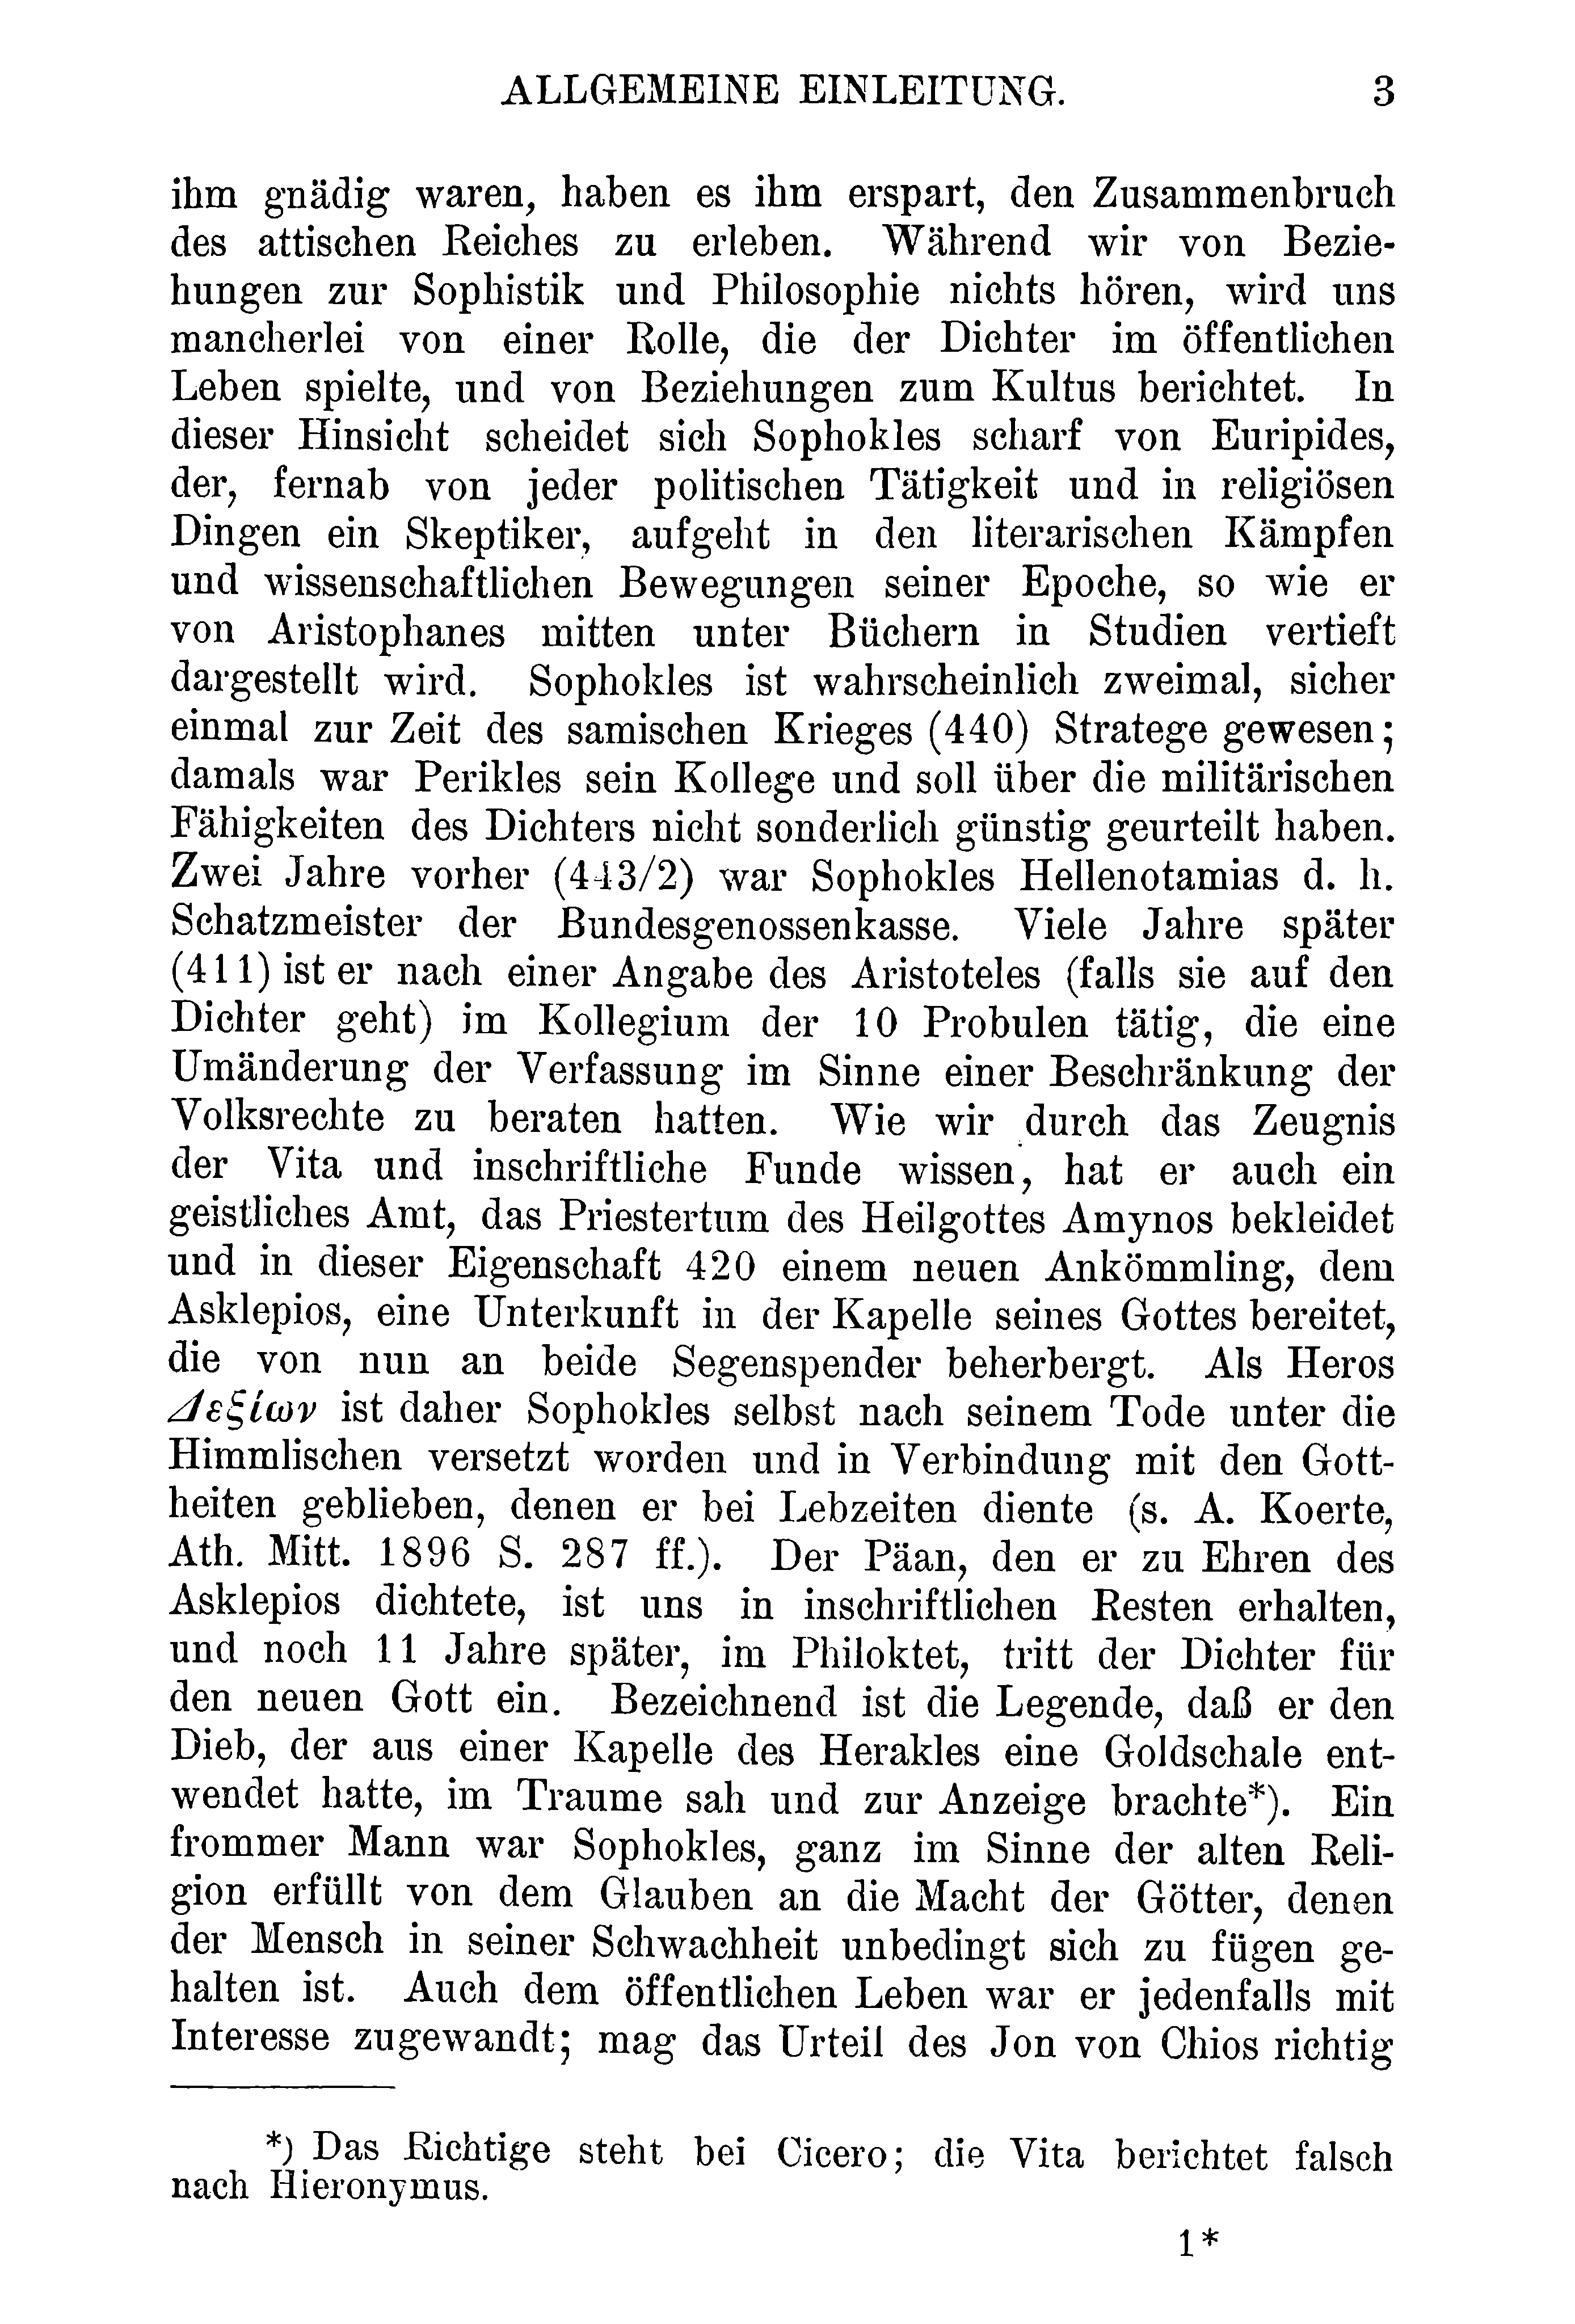 ALLGEMEINE EINLEITUNG. 3
ihm gnädig waren, haben es ihm erspart, den Zusammenbruch
des attischen Reiches zu erleben. Während wir von Bezie-
hungen zur Sophistik und Philosophie nichts hören, wird uns
mancherlei von einer Rolle, die der Dichter im öffentlichen
Leben spielte, und von Beziehungen zum Kultus berichtet. In
dieser Hinsicht scheidet sich Sophokles scharf von Euripides,
der, fernab von jeder politischen Tätigkeit und in religiösen
Dingen ein Skeptiker, aufgeht in den literarischen Kämpfen
und wissenschaftlichen Bewegungen seiner Epoche, so wie er
von Aristophanes mitten unter Büchern in Studien vertieft
dargestellt wird. Sophokles ist wahrscheinlich zweimal, sicher
einmal zur Zeit des samischen Krieges (440) Stratege gewesen;
damals war Perikles sein Kollege und soll über die militärischen
Fähigkeiten des Dichters nicht sonderlich günstig geurteilt haben.
Zwei Jahre vorher (443/2) war Sophokles Hellenotamias d. h.
Schatzmeister der Bundesgenossenkasse. Viele Jahre später
(411) ist er nach einer Angabe des Aristoteles (falls sie auf den
Dichter geht) im Kollegium der 10 Probulen tätig, die eine
Umänderung der Verfassung im Sinne einer Beschränkung der
Volksrechte zu beraten hatten. Wie wir durch das Zeugnis
der Vita und inschriftliche Funde wissen, hat er auch ein
geistliches Amt, das Priestertum des Heilgottes Amynos bekleidet
und in dieser Eigenschaft 420 einem neuen Ankömmling, dem
Asklepios, eine Unterkunft in der Kapelle seines Gottes bereitet,
die von nun an beide Segenspender beherbergt. Als Heros
Δεξίων ist daher Sophokles selbst nach seinem Tode unter die
Himmlischen versetzt worden und in Verbindung mit den Gott-
heiten geblieben, denen er bei Lebzeiten diente (s. A. Koerte,
Ath. Mitt. 1896 S. 287 ff.). Der Päan, den er zu Ehren des
Asklepios dichtete, ist uns in inschriftlichen Resten erhalten,
und noch 11 Jahre später, im Philoktet, tritt der Dichter für
den neuen Gott ein. Bezeichnend ist die Legende, daß er den
Dieb, der aus einer Kapelle des Herakles eine Goldschale ent-
wendet hatte, im Traume sah und zur Anzeige brachte*). Ein
frommer Mann war Sophokles, ganz im Sinne der alten Reli-
gion erfüllt von dem Glauben an die Macht der Götter, denen
der Mensch in seiner Schwachheit unbedingt sich zu fügen ge-
halten ist. Auch dem öffentlichen Leben war er jedenfalls mit
Interesse zugewandt; mag das Urteil des Jon von Chios richtig
*) Das Richtige steht bei Cicero; die Vita berichtet falsch
nach Hieronymus.
1*